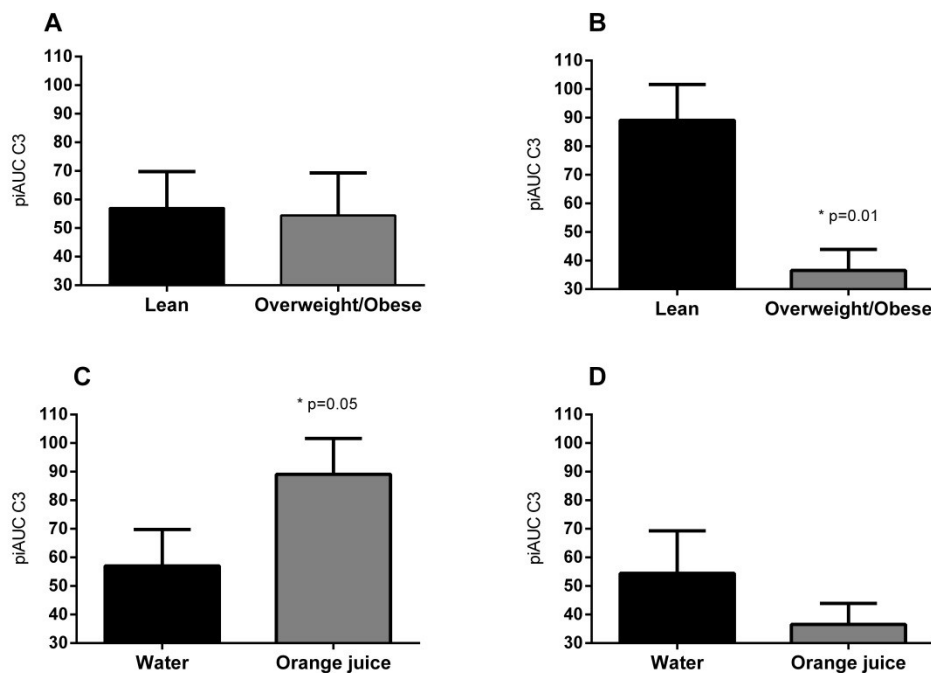 A
piAUC C3
110
100
90
80
70
60
50
40
30
Lean Overweight/Obese
B
piAUC C3
110
100
90
80
70
60
50
40
30
* p=0.01
Lean Overweight/Obese
C
piAUC C3
110
100
90
80
70
60
50
40
30
* p=0.05
Water Orange juice
D
piAUC C3
110
100
90
80
70
60
50
40
30
Water Orange juice